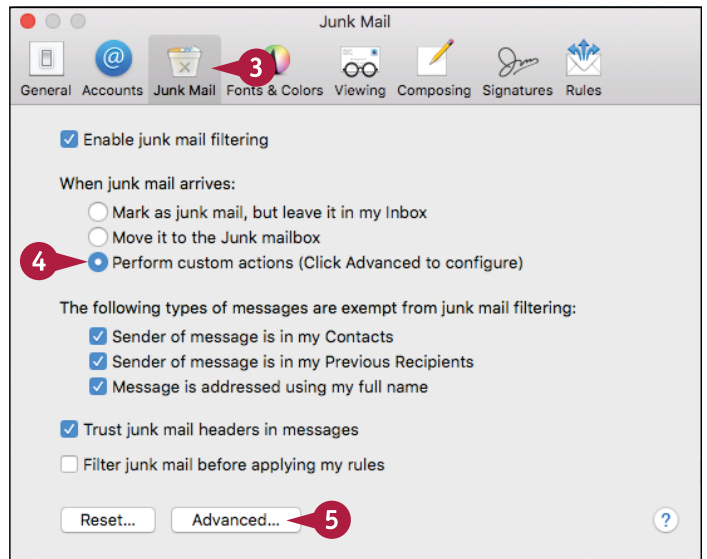 Junk Mail
General Accounts Junk Mail Fonts & Colors Viewing Composing Signatures Rules
3
Enable junk mail filtering
When junk mail arrives:
Mark as junk mail, but leave it in my Inbox
Move it to the Junk mailbox
4 Perform custom actions (Click Advanced to configure)
The following types of messages are exempt from junk mail filtering:
Sender of message is in my Contacts
Sender of message is in my Previous Recipients
Message is addressed using my full name
Trust junk mail headers in messages
Filter junk mail before applying my rules
Reset... Advanced... 5 ?